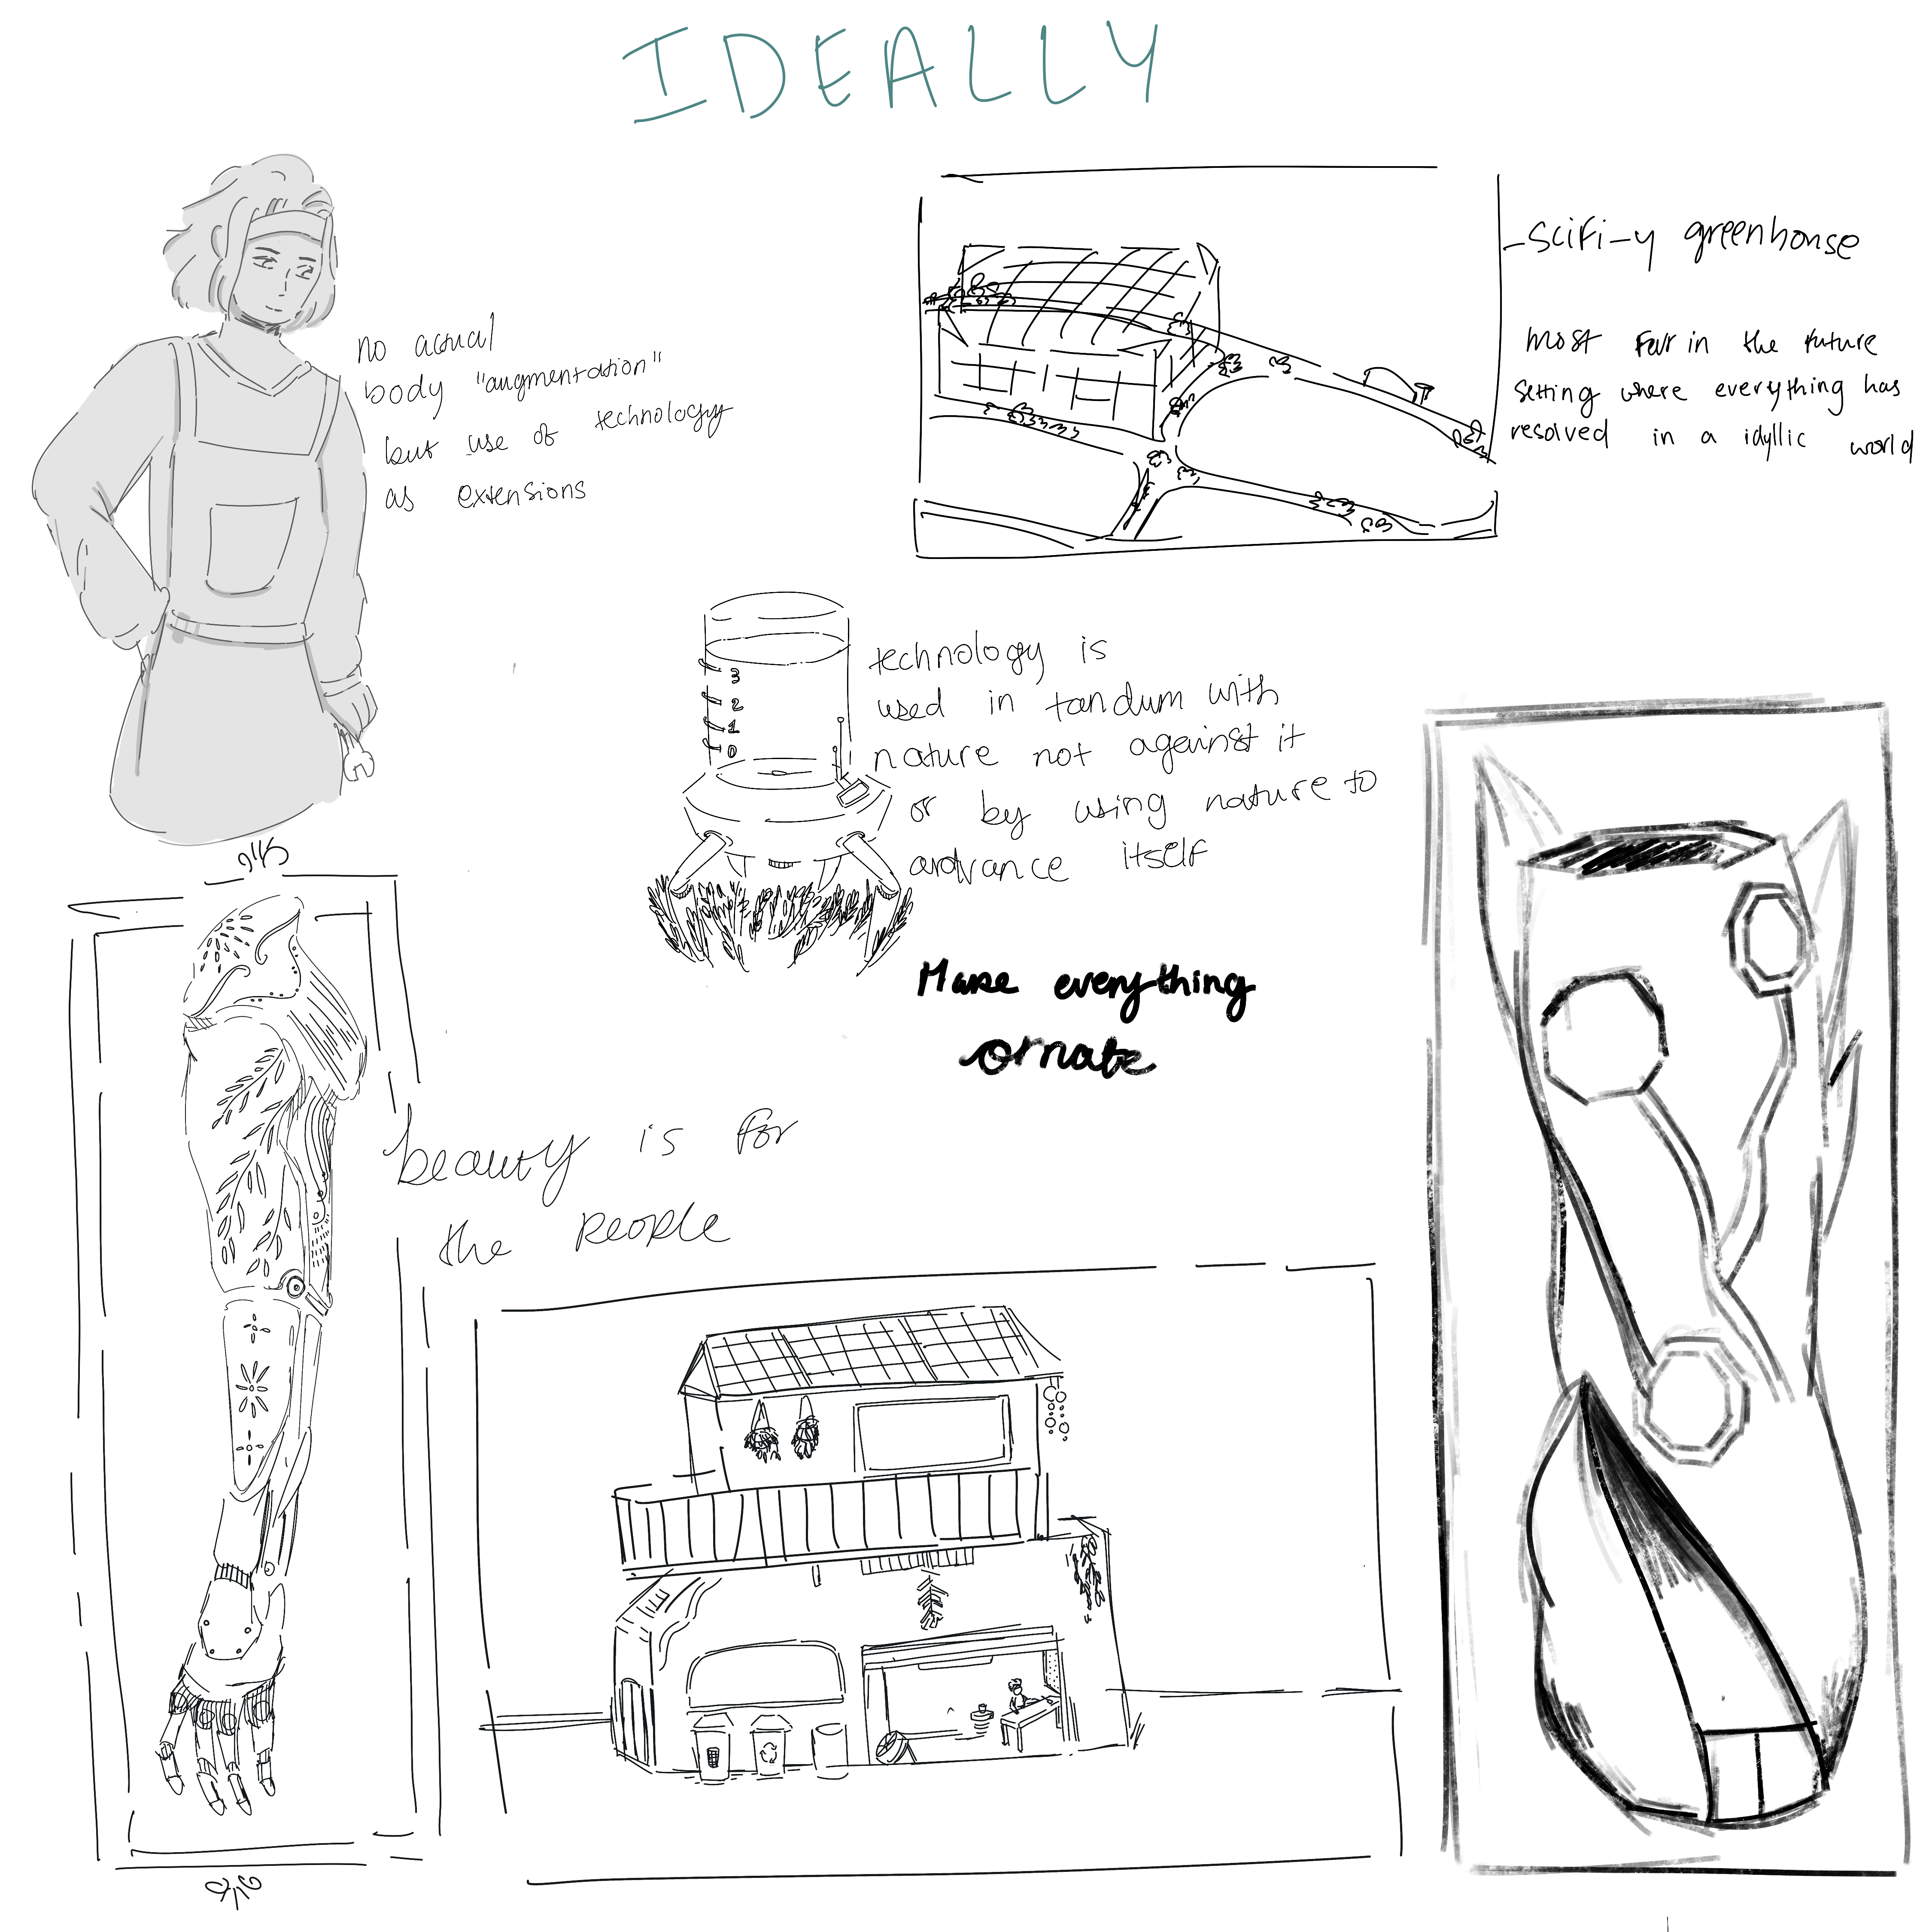 IDEALLY
no actual
body "augmentation"
but use of technology
as extensions
-scifi-y greenhouse
most far in the future
setting where everything has
resolved in a idyllic world
3
2
1
0
technology is
used in tandum with
nature not against it
or by using nature to
advance itself
Make everything
ornate
beauty is for
the people